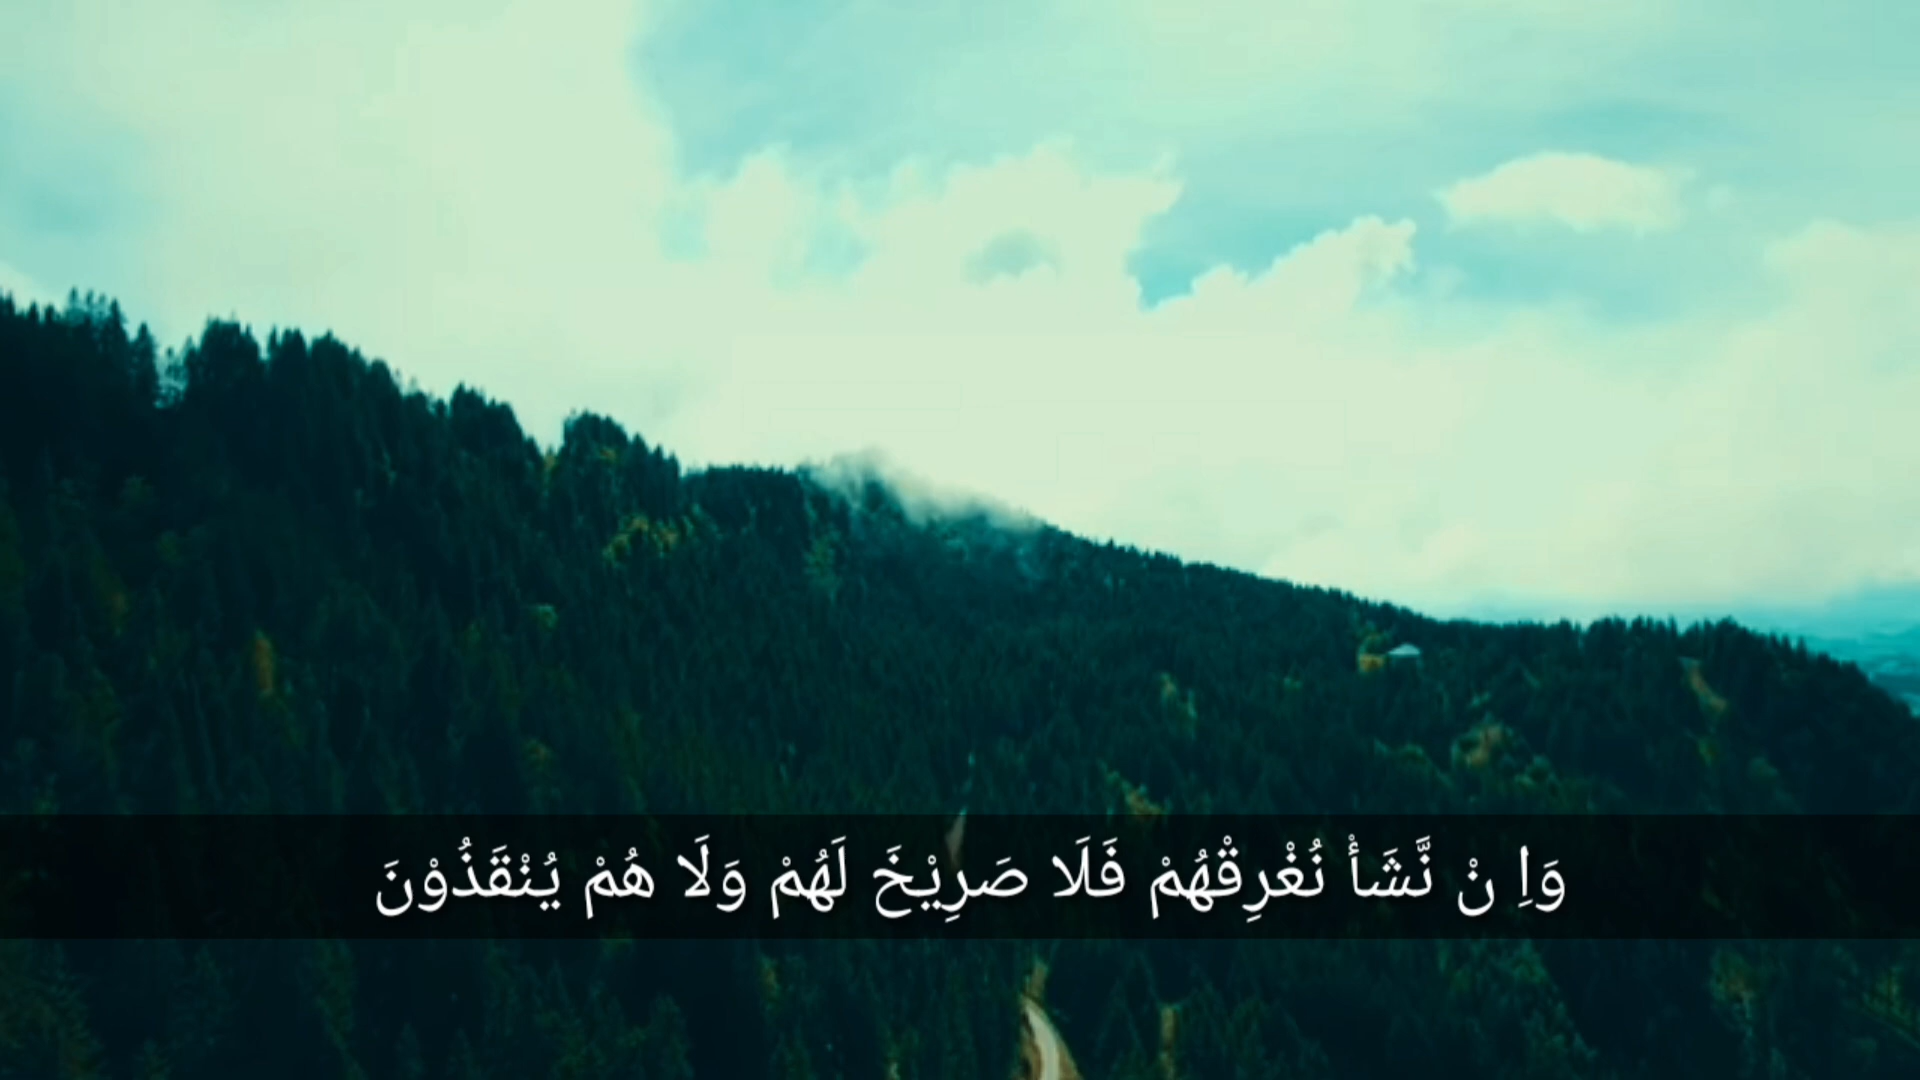 وَاِ نْ نَّشَأْ نُغْرِقْهُمْ فَلَا صَرِيْخَ لَهُمْ وَلَا هُمْ يُنْقَذُوْنَ